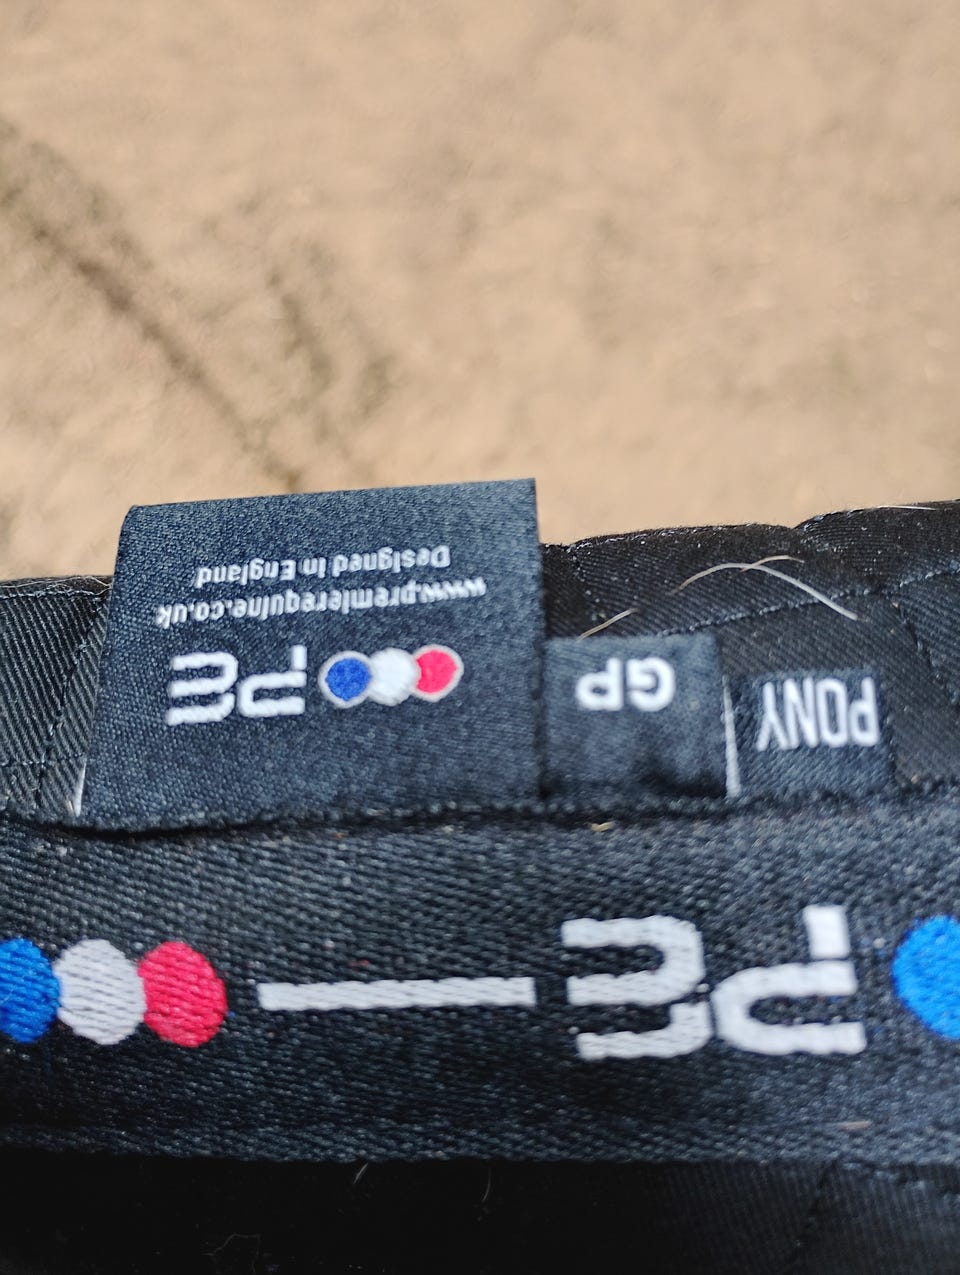 PE
www.premierequine.co.uk
Designed in England
GP
PONY
PE